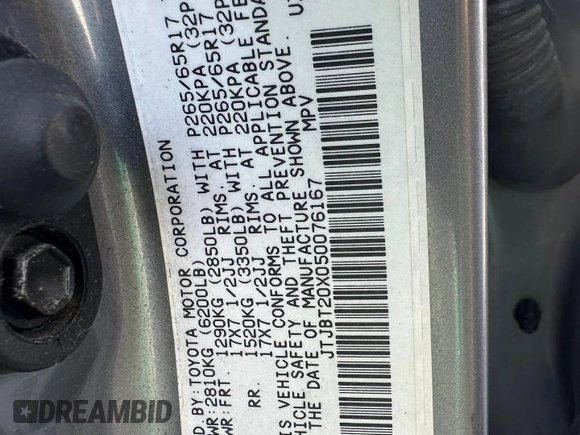 D BY: TOYOTA MOTOR CORPORATION
WR: 2810KG (6200LB)
WR: FRT. 1290KG (2850LB) WITH P265/65R17
17X7 1/2JJ RIMS. AT 220KPA (32P
RR. 1520KG (3350LB) WITH P265/65R17
17X7 1/2JJ RIMS. AT 220KPA (32P
IS VEHICLE CONFORMS TO ALL APPLICABLE FE
VEHICLE SAFETY AND THEFT PREVENTION STANDA
THE DATE OF MANUFACTURE SHOWN ABOVE.
JTJBT20X050076167 MPV
DREAMBID